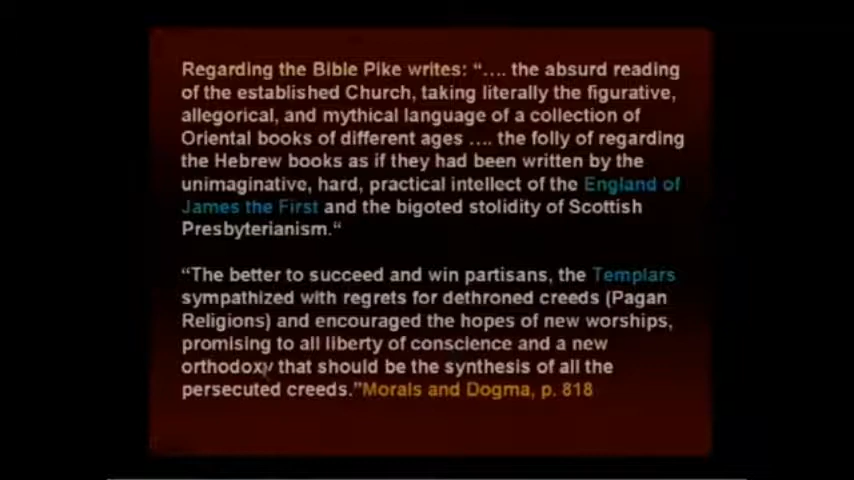 Regarding the Bible Pike writes: “.... the absurd reading
of the established Church, taking literally the figurative,
allegorical, and mythical language of a collection of
Oriental books of different ages .... the folly of regarding
the Hebrew books as if they had been written by the
unimaginative, hard, practical intellect of the England of
James the First and the bigoted stolidity of Scottish
Presbyterianism.“
“The better to succeed and win partisans, the Templars
sympathized with regrets for dethroned creeds (Pagan
Religions) and encouraged the hopes of new worships,
promising to all liberty of conscience and a new
orthodoxy that should be the synthesis of all the
persecuted creeds.”Morals and Dogma, p. 818